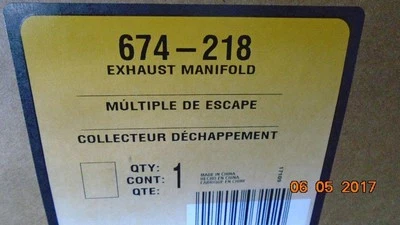 674-218
EXHAUST MANIFOLD
MÚLTIPLE DE ESCAPE
COLLECTEUR DÉCHAPPEMENT
QTY:
CONT: 1
QTE:
MADE IN CHINA
HECHO EN CHINA
FABRIQUÉ EN CHINE
06 05 2017